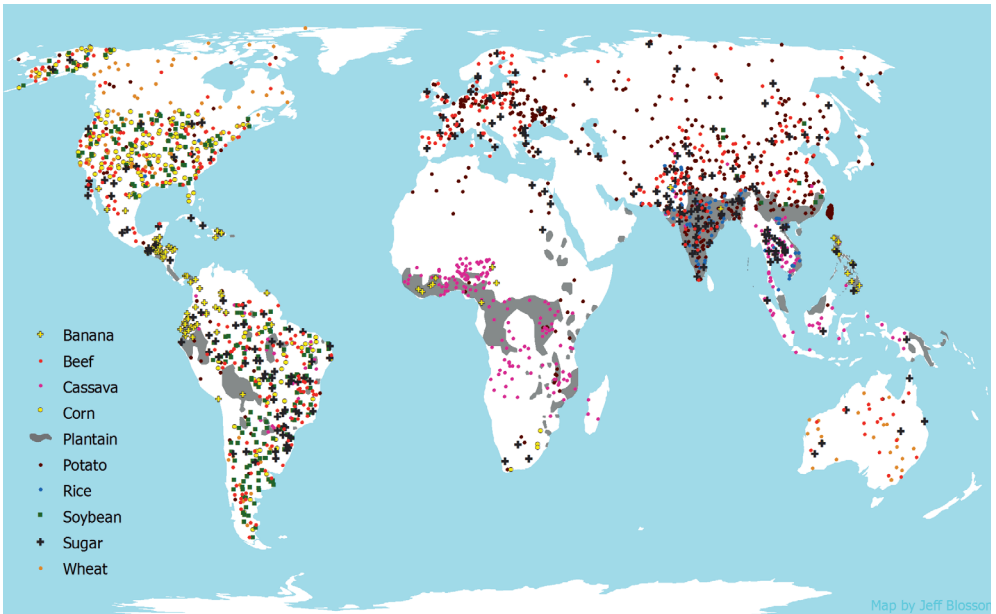 Banana
Beef
Cassava
Corn
Plantain
Potato
Rice
Soybean
Sugar
Wheat
Map by Jeff Blossom